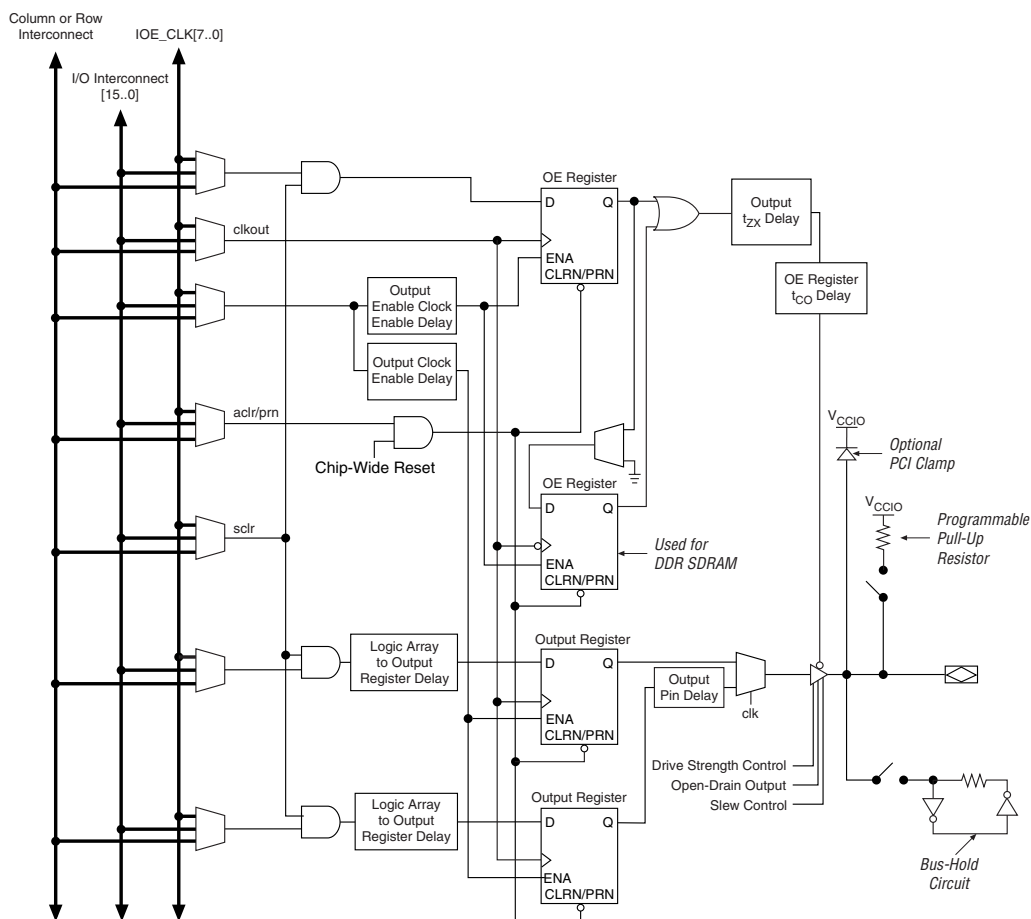 Column or Row
Interconnect
IOE_CLK[7..0]
I/O Interconnect
[15..0]
OE Register
D
Q
ENA
CLRN/PRN
Output
tZX Delay
OE Register
tCO Delay
clkout
Output
Enable Clock
Enable Delay
Output Clock
Enable Delay
aclr/prn
Chip-Wide Reset
VCCIO
Optional
PCI Clamp
OE Register
D
Q
ENA
CLRN/PRN
Used for
DDR SDRAM
VCCIO
Programmable
Pull-Up
Resistor
sclr
Logic Array
to Output
Register Delay
Output Register
D
Q
ENA
CLRN/PRN
Output
Pin Delay
clk
Drive Strength Control
Open-Drain Output
Slew Control
Logic Array
to Output
Register Delay
Output Register
D
Q
ENA
CLRN/PRN
Bus-Hold
Circuit